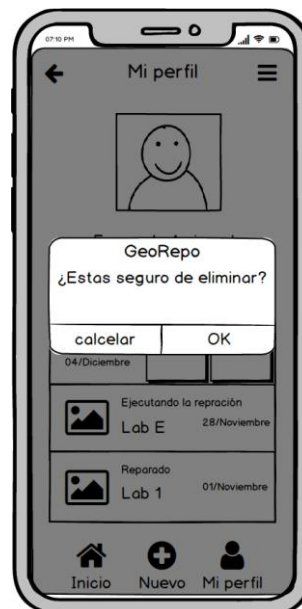 07:10 PM
Mi perfil
GeoRepo
¿Estas seguro de eliminar?
calcelar OK
04/Diciembre
Ejecutando la repración
Lab E 28/Noviembre
Reparado
Lab 1 01/Noviembre
Inicio Nuevo Mi perfil